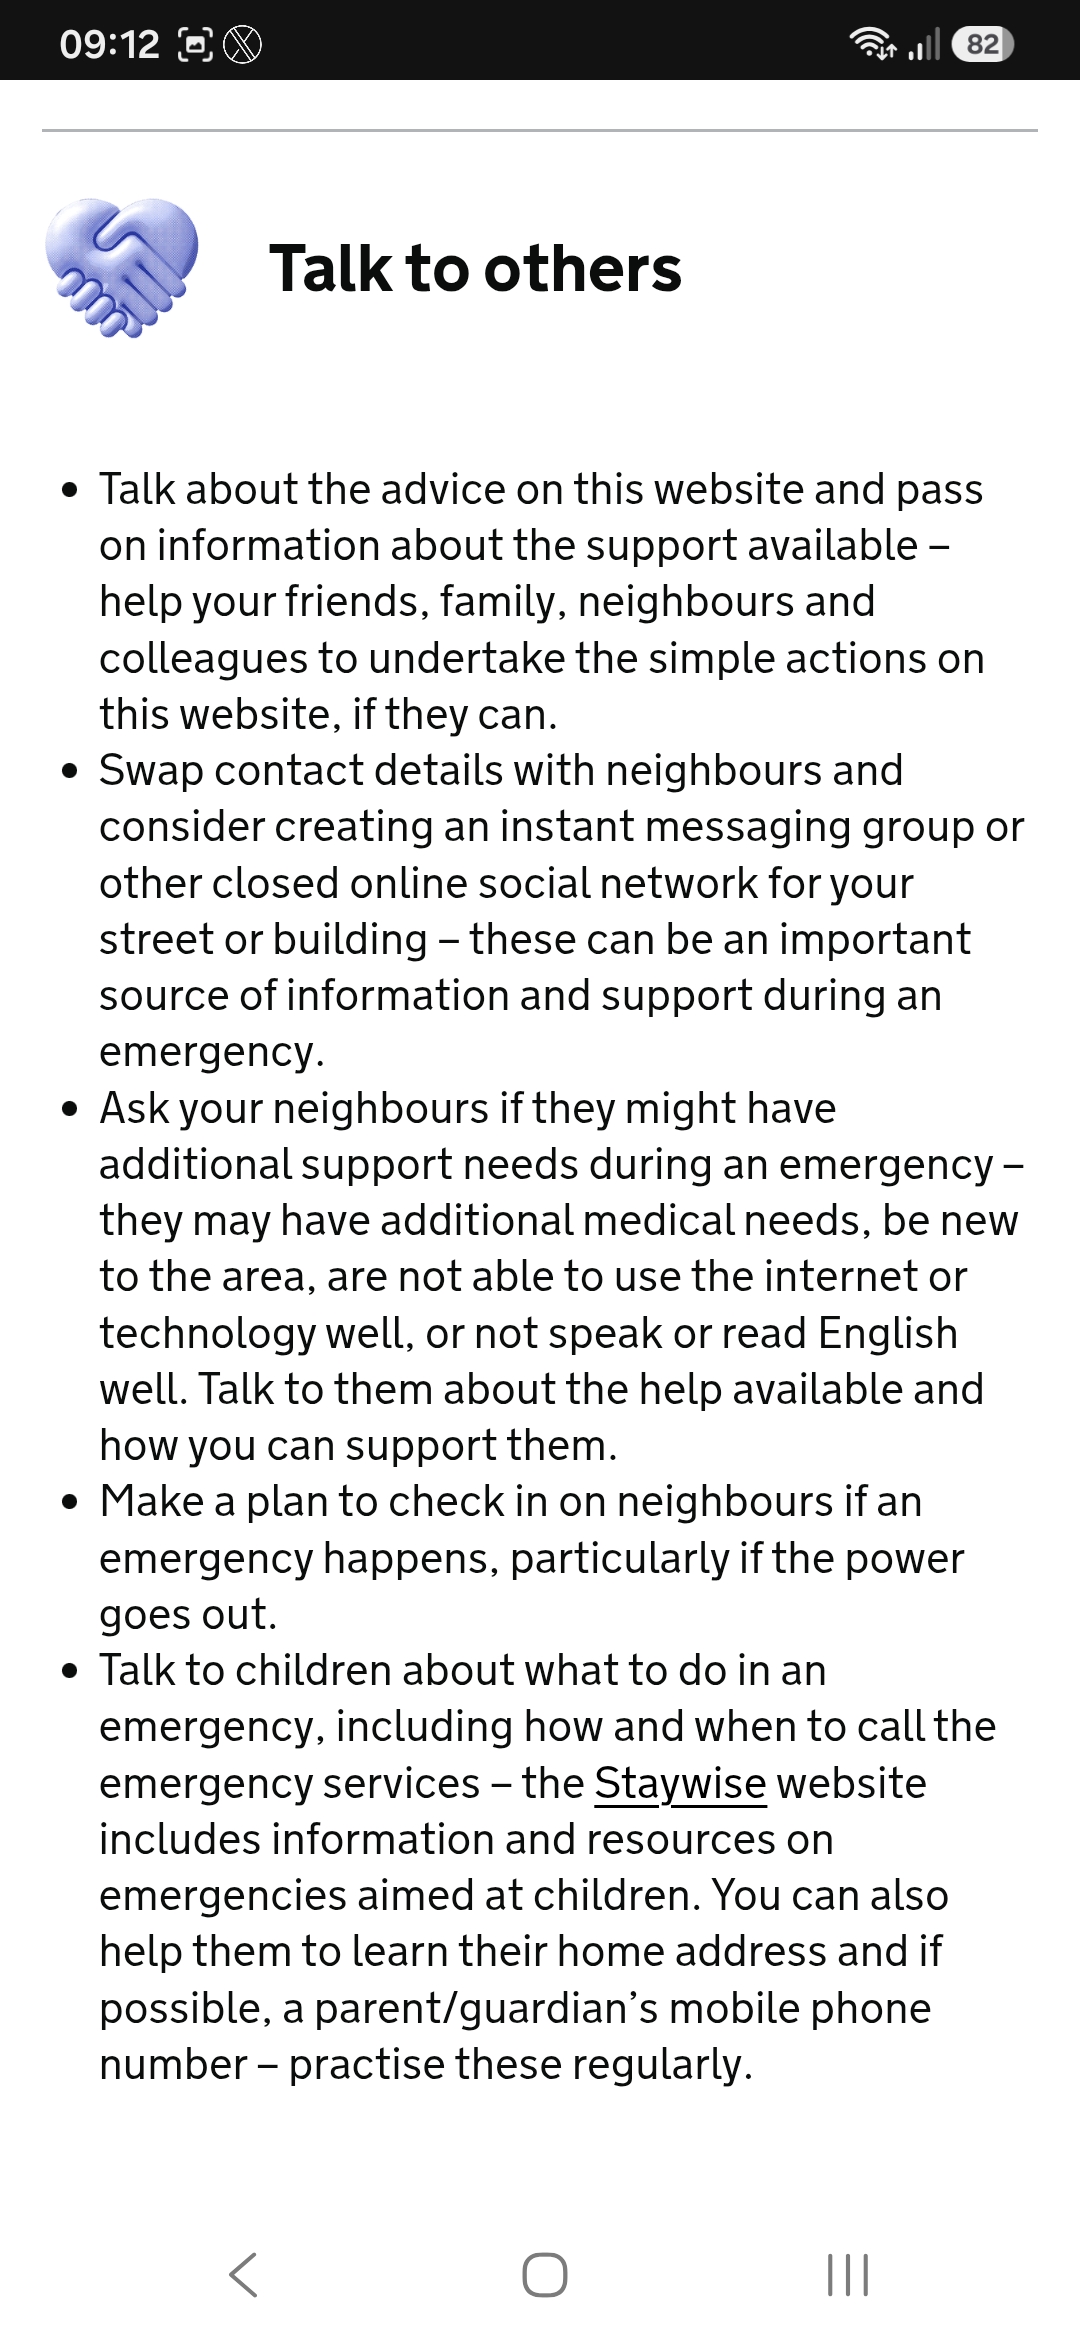 09:12
82
Talk to others
• Talk about the advice on this website and pass
on information about the support available –
help your friends, family, neighbours and
colleagues to undertake the simple actions on
this website, if they can.
• Swap contact details with neighbours and
consider creating an instant messaging group or
other closed online social network for your
street or building – these can be an important
source of information and support during an
emergency.
• Ask your neighbours if they might have
additional support needs during an emergency –
they may have additional medical needs, be new
to the area, are not able to use the internet or
technology well, or not speak or read English
well. Talk to them about the help available and
how you can support them.
• Make a plan to check in on neighbours if an
emergency happens, particularly if the power
goes out.
• Talk to children about what to do in an
emergency, including how and when to call the
emergency services – the Staywise website
includes information and resources on
emergencies aimed at children. You can also
help them to learn their home address and if
possible, a parent/guardian’s mobile phone
number – practise these regularly.